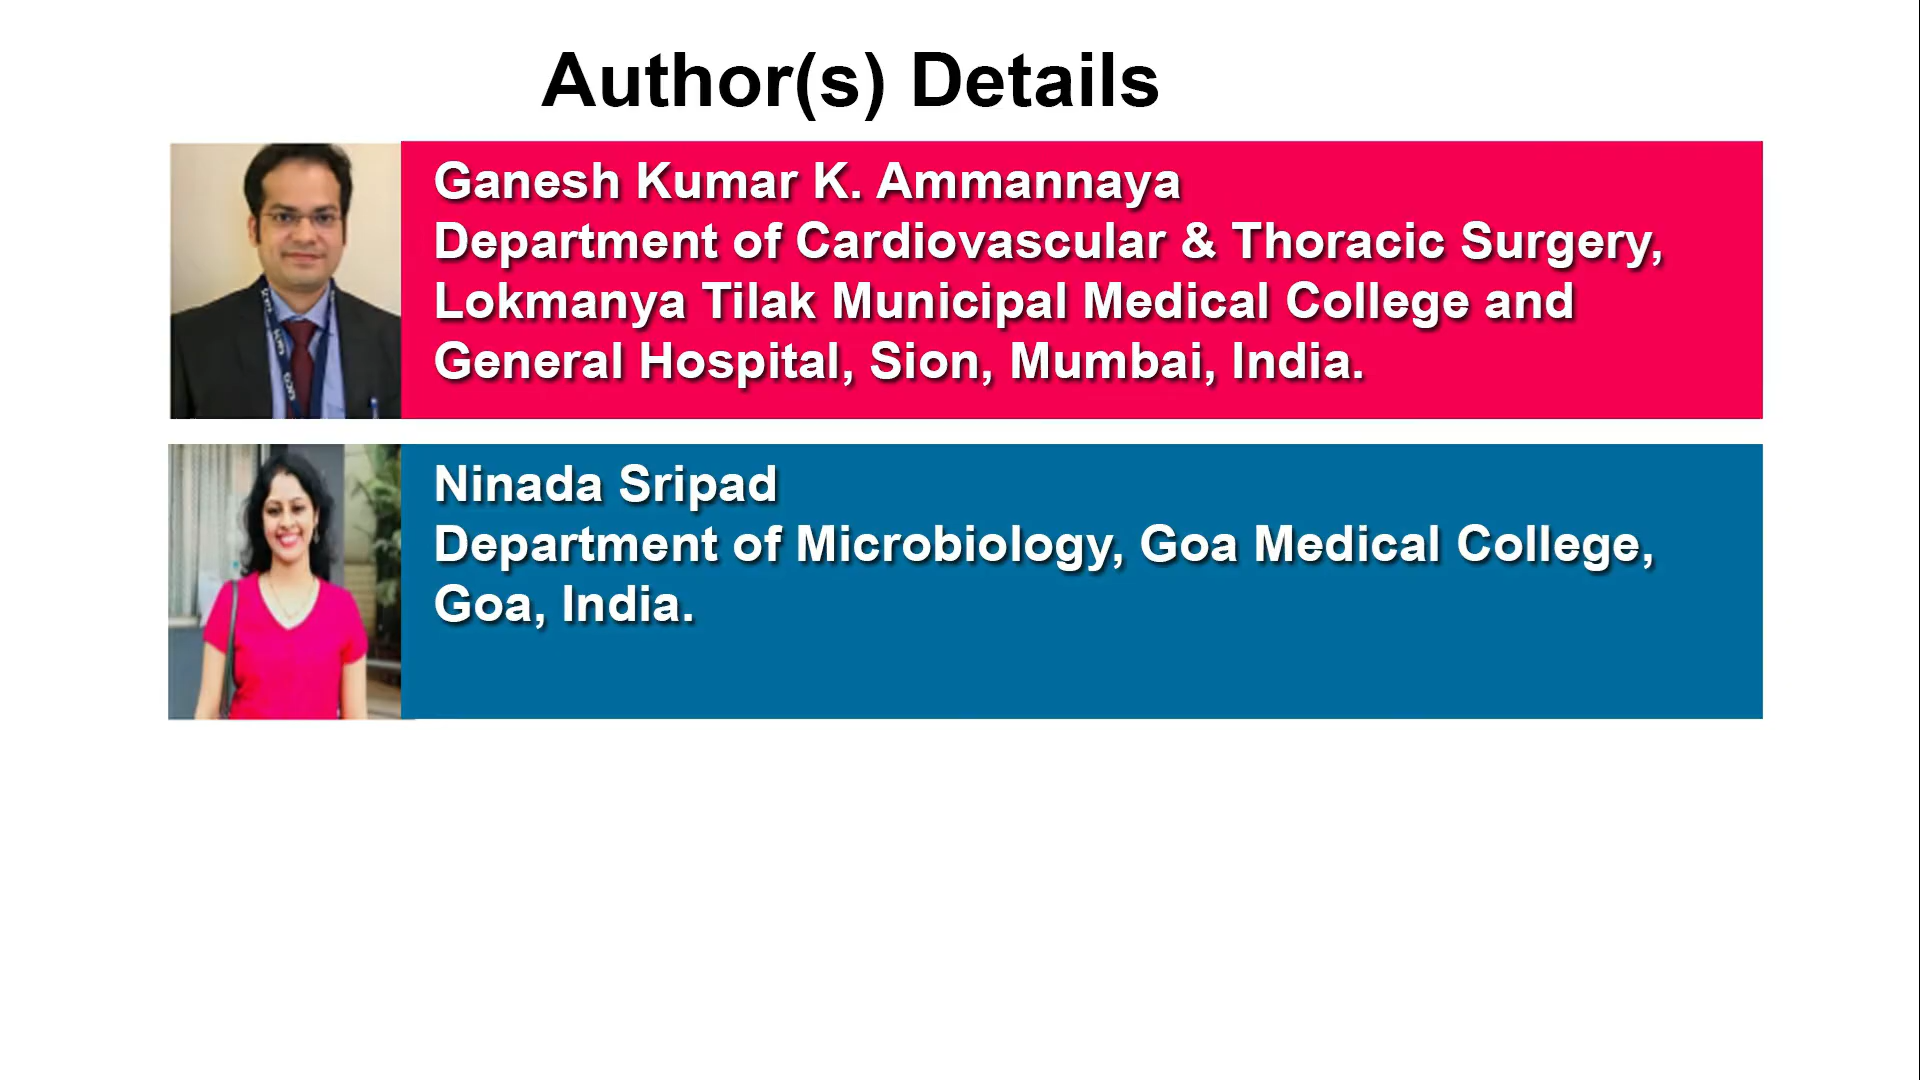 Author(s) Details
Ganesh Kumar K. Ammannaya
Department of Cardiovascular & Thoracic Surgery,
Lokmanya Tilak Municipal Medical College and
General Hospital, Sion, Mumbai, India.
Ninada Sripad
Department of Microbiology, Goa Medical College,
Goa, India.